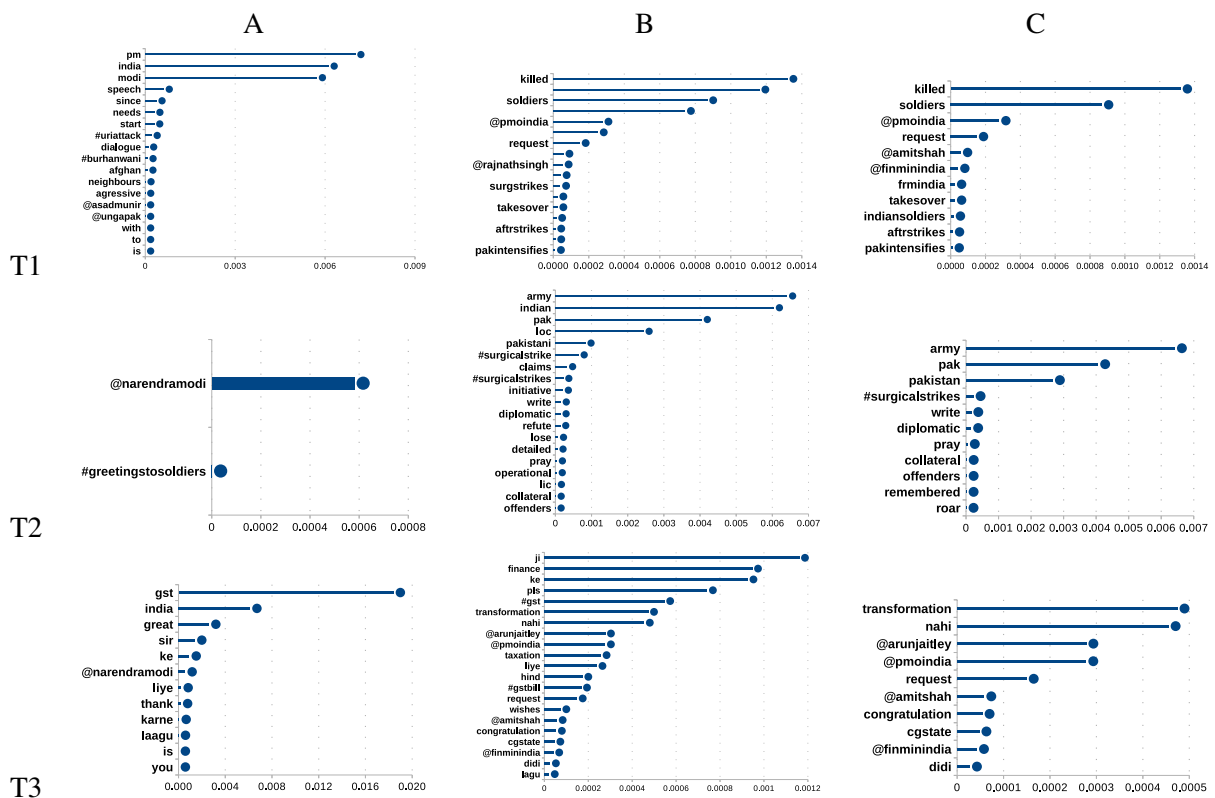 A
B
C
T1
pm
india
modi
speech
since
needs
start
#uriattack
dialogue
#burhanwani
afghan
neighbours
agressive
@asadmunir
@ungapak
with
to
is
0 0.003 0.006 0.009
killed
soldiers
@pmoindia
request
@rajnathsingh
surgstrikes
takesover
aftrstrikes
pakintensifies
0.0000 0.0002 0.0004 0.0006 0.0008 0.0010 0.0012 0.0014
killed
soldiers
@pmoindia
request
@amitshah
@finminindia
frmindia
takesover
indiansoldiers
aftrstrikes
pakintensifies
0.0000 0.0002 0.0004 0.0006 0.0008 0.0010 0.0012 0.0014
T2
@narendramodi
#greetingstosoldiers
0 0.0002 0.0004 0.0006 0.0008
army
indian
pak
loc
pakistani
#surgicalstrike
claims
#surgicalstrikes
initiative
write
diplomatic
refute
lose
detailed
pray
operational
lic
collateral
offenders
0 0.001 0.002 0.003 0.004 0.005 0.006 0.007
army
pak
pakistan
#surgicalstrikes
write
diplomatic
pray
collateral
offenders
remembered
roar
0 0.001 0.002 0.003 0.004 0.005 0.006 0.007
T3
gst
india
great
sir
ke
@narendramodi
liye
thank
karne
laagu
is
you
0.000 0.004 0.008 0.012 0.016 0.020
ji
finance
ke
pls
#gst
transformation
nahi
@arunjaitley
@pmoindia
taxation
liye
hind
#gstbill
request
wishes
@amitshah
congratulation
cgstate
@finminindia
didi
lagu
0 0.0002 0.0004 0.0006 0.0008 0.001 0.0012
transformation
nahi
@arunjaitley
@pmoindia
request
@amitshah
congratulation
cgstate
@finminindia
didi
0 0.0001 0.0002 0.0003 0.0004 0.0005